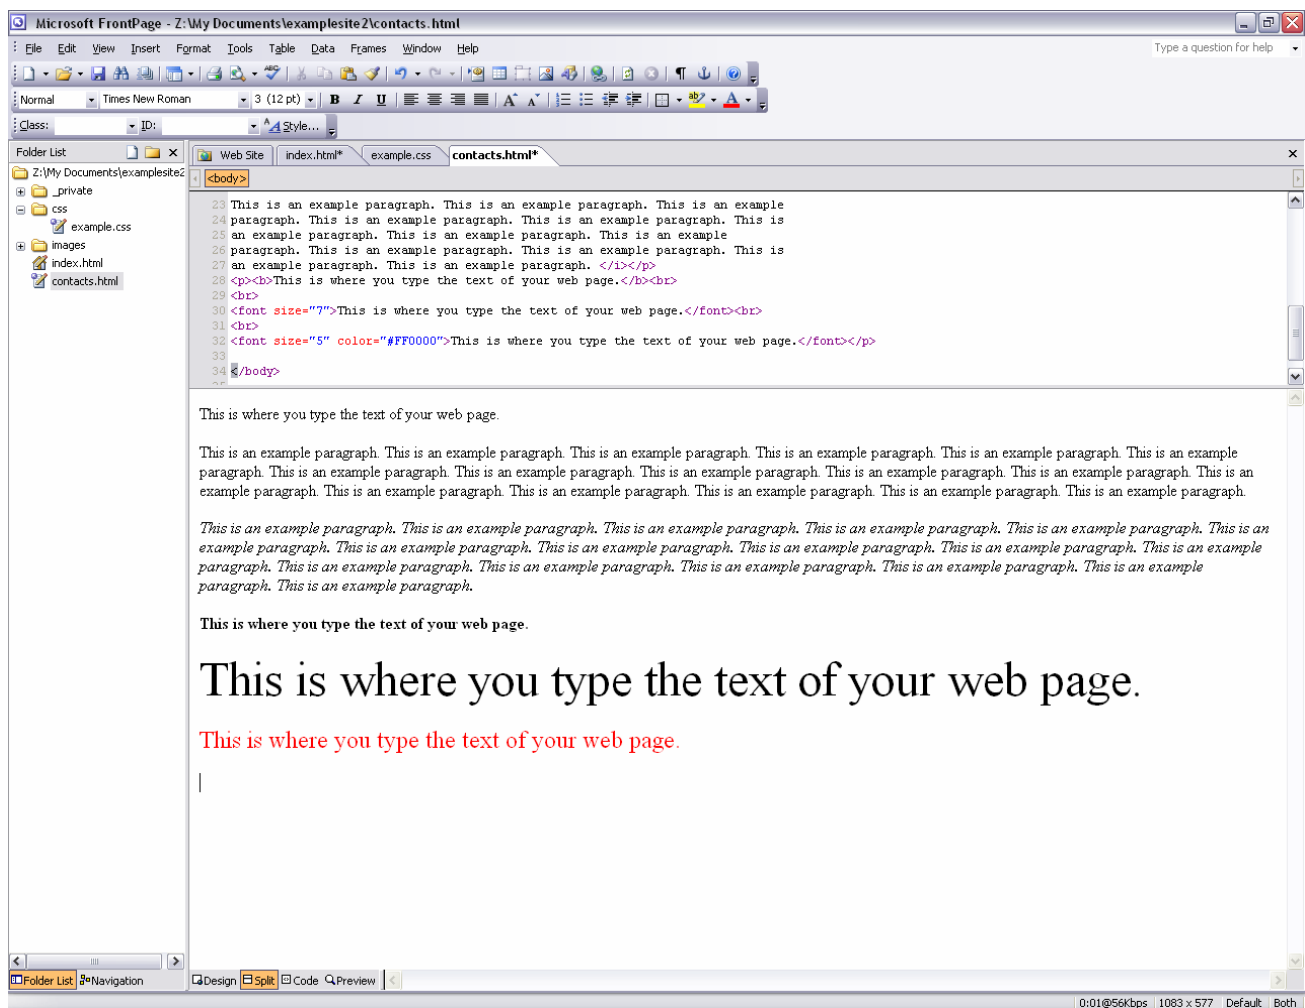 Microsoft FrontPage - Z:\My Documents\examplesite2\contacts.html
File Edit View Insert Format Tools Table Data Frames Window Help
Type a question for help
Normal Times New Roman 3 (12 pt) B I U A A A
Class: ID: Style...
Folder List
Z:\My Documents\examplesite2
_private
css
example.css
images
index.html
contacts.html
Web Site index.html* example.css contacts.html*
<body>
23 This is an example paragraph. This is an example paragraph. This is an example
24 paragraph. This is an example paragraph. This is an example paragraph. This is
25 an example paragraph. This is an example paragraph. This is an example
26 paragraph. This is an example paragraph. This is an example paragraph. This is
27 an example paragraph. This is an example paragraph. </i></p>
28 <p><b>This is where you type the text of your web page.</b><br>
29 <br>
30 <font size="7">This is where you type the text of your web page.</font><br>
31 <br>
32 <font size="5" color="#FF0000">This is where you type the text of your web page.</font></p>
33
34 </body>
This is where you type the text of your web page.
This is an example paragraph. This is an example paragraph. This is an example paragraph. This is an example paragraph. This is an example paragraph. This is an example
paragraph. This is an example paragraph. This is an example paragraph. This is an example paragraph. This is an example paragraph. This is an example paragraph. This is an
example paragraph. This is an example paragraph. This is an example paragraph. This is an example paragraph. This is an example paragraph. This is an example paragraph.
This is an example paragraph. This is an example paragraph. This is an example paragraph. This is an example paragraph. This is an example paragraph. This is an
example paragraph. This is an example paragraph. This is an example paragraph. This is an example paragraph. This is an example paragraph. This is an example
paragraph. This is an example paragraph. This is an example paragraph. This is an example paragraph. This is an example paragraph. This is an example
paragraph. This is an example paragraph.
This is where you type the text of your web page.
This is where you type the text of your web page.
This is where you type the text of your web page.
Folder List Navigation
Design Split Code Preview
0:01@56Kbps 1083 x 577 Default Both